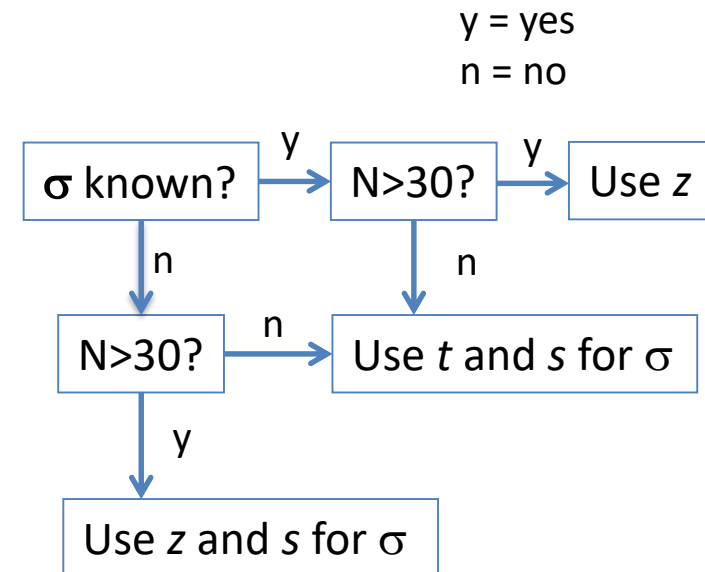 y = yes
n = no
σ known?
y
N>30?
y
Use z
n
n
N>30?
n
Use t and s for σ
y
Use z and s for σ